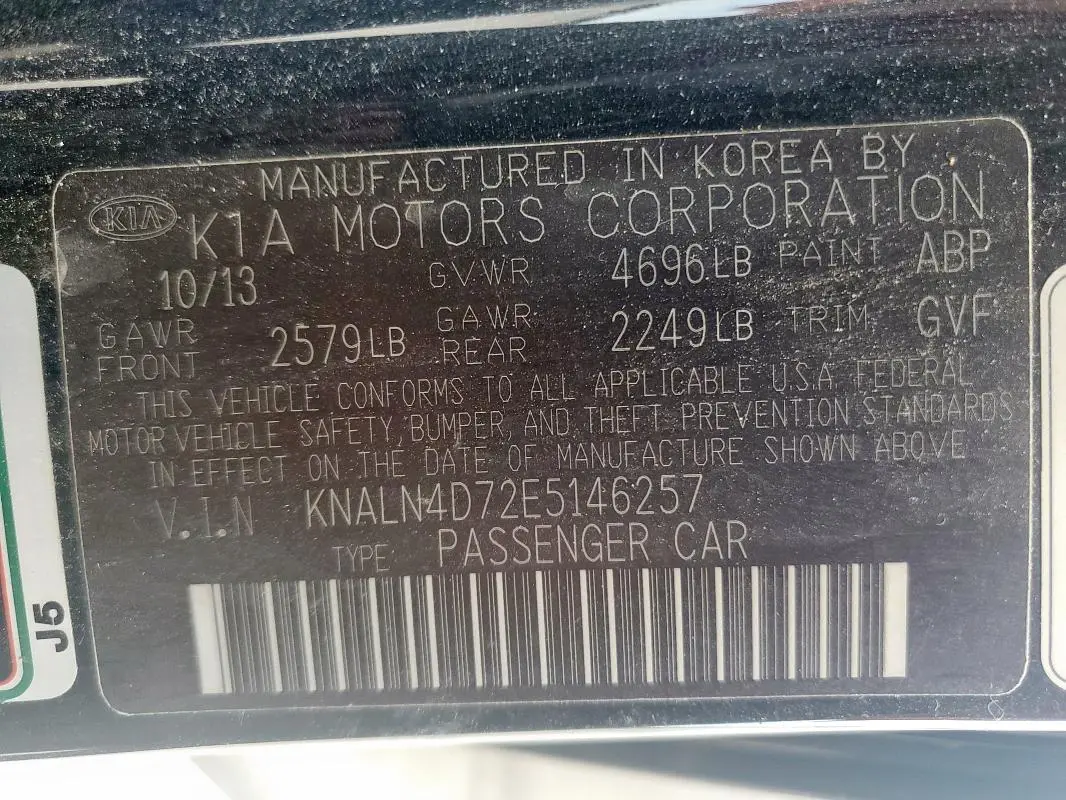 MANUFACTURED IN KOREA BY
KIA
KIA MOTORS CORPORATION
10/13 GVWR 4696LB PAINT ABP
GAWR FRONT 2579LB GAWR REAR 2249LB TRIM GVF
THIS VEHICLE CONFORMS TO ALL APPLICABLE U.S.A FEDERAL
MOTOR VEHICLE SAFETY, BUMPER, AND THEFT PREVENTION STANDARDS
IN EFFECT ON THE DATE OF MANUFACTURE SHOWN ABOVE
V.I.N KNALN4D72E5146257
TYPE PASSENGER CAR
J5